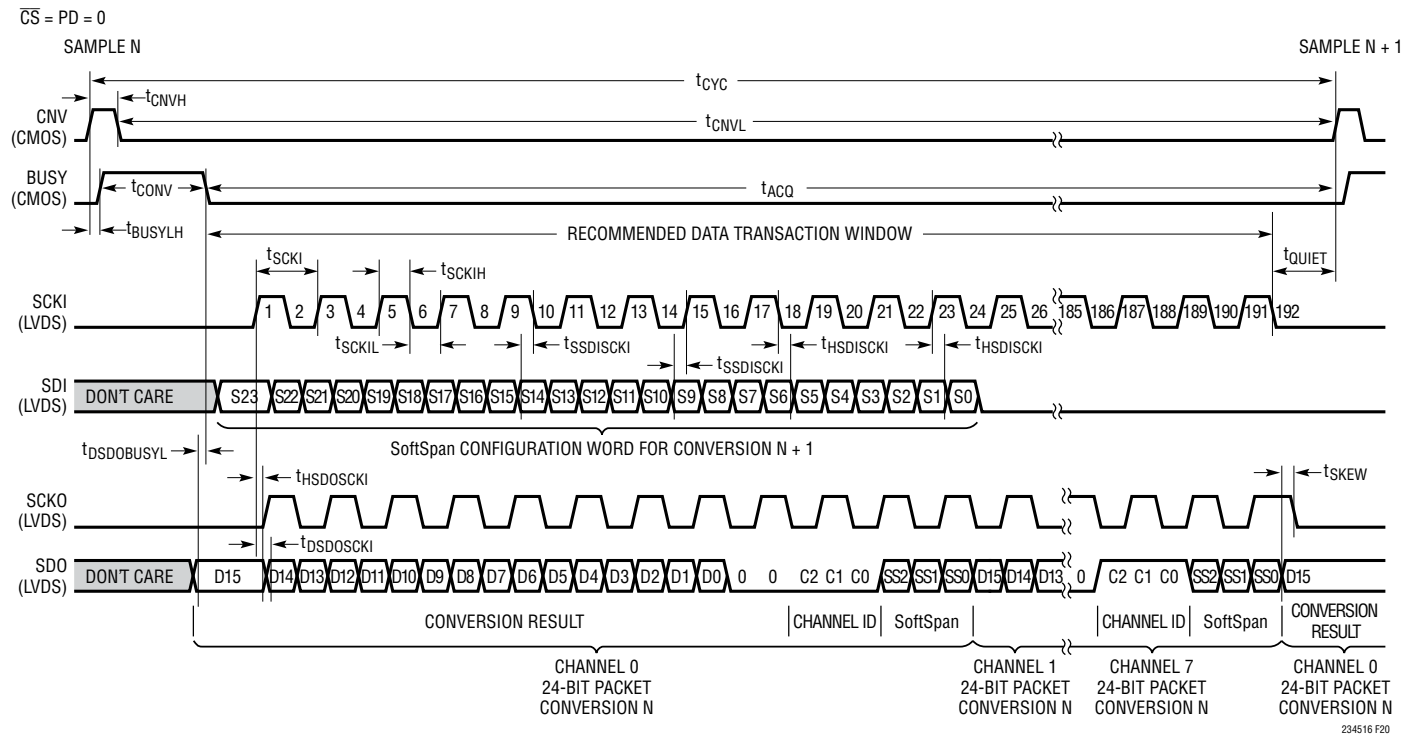 CS = PD = 0
SAMPLE N
SAMPLE N + 1
tCYC
tCNVH
CNV
(CMOS)
tCNVL
BUSY
(CMOS)
tCONV
tACQ
tBUSYLH
RECOMMENDED DATA TRANSACTION WINDOW
tSCKI
tSCKIH
tQUIET
SCKI
(LVDS)
1 2 3 4 5 6 7 8 9 10 11 12 13 14 15 16 17 18 19 20 21 22 23 24 25 26 185 186 187 188 189 190 191 192
tSCKIL
tSSDISCKI
tSSDISCKI
tHSDISCKI
tHSDISCKI
SDI
(LVDS)
DON'T CARE S23 S22 S21 S20 S19 S18 S17 S16 S15 S14 S13 S12 S11 S10 S9 S8 S7 S6 S5 S4 S3 S2 S1 S0
SoftSpan CONFIGURATION WORD FOR CONVERSION N + 1
tDSDOBUSYL
tHSDOSCKI
tSKEW
SCKO
(LVDS)
tDSDOSCKI
SDO
(LVDS)
DON'T CARE D15 D14 D13 D12 D11 D10 D9 D8 D7 D6 D5 D4 D3 D2 D1 D0 0 0 C2 C1 C0 SS2 SS1 SS0 D15 D14 D13 0 C2 C1 C0 SS2 SS1 SS0 D15
CONVERSION RESULT
CHANNEL ID
SoftSpan
CHANNEL ID
SoftSpan
CONVERSION
RESULT
CHANNEL 0
24-BIT PACKET
CONVERSION N
CHANNEL 1
24-BIT PACKET
CONVERSION N
CHANNEL 7
24-BIT PACKET
CONVERSION N
CHANNEL 0
24-BIT PACKET
CONVERSION N
234516 F20